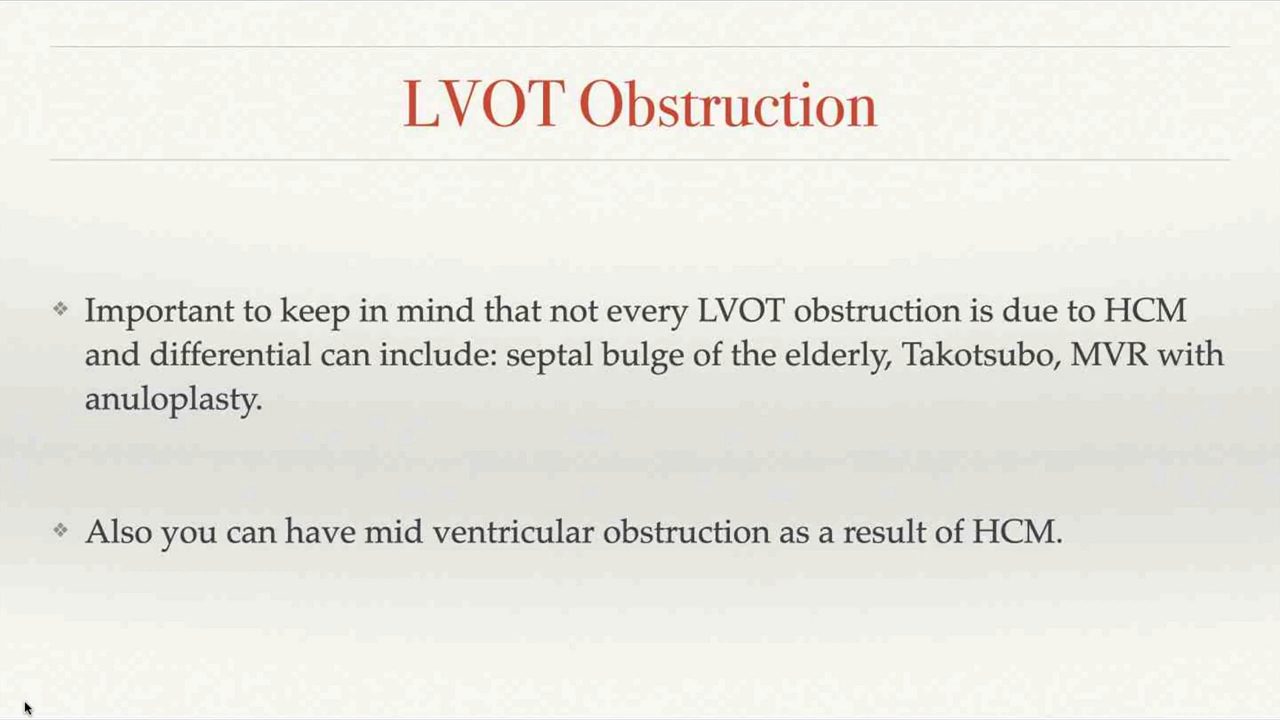 LVOT Obstruction
❖ Important to keep in mind that not every LVOT obstruction is due to HCM
and differential can include: septal bulge of the elderly, Takotsubo, MVR with
anuloplasty.
❖ Also you can have mid ventricular obstruction as a result of HCM.